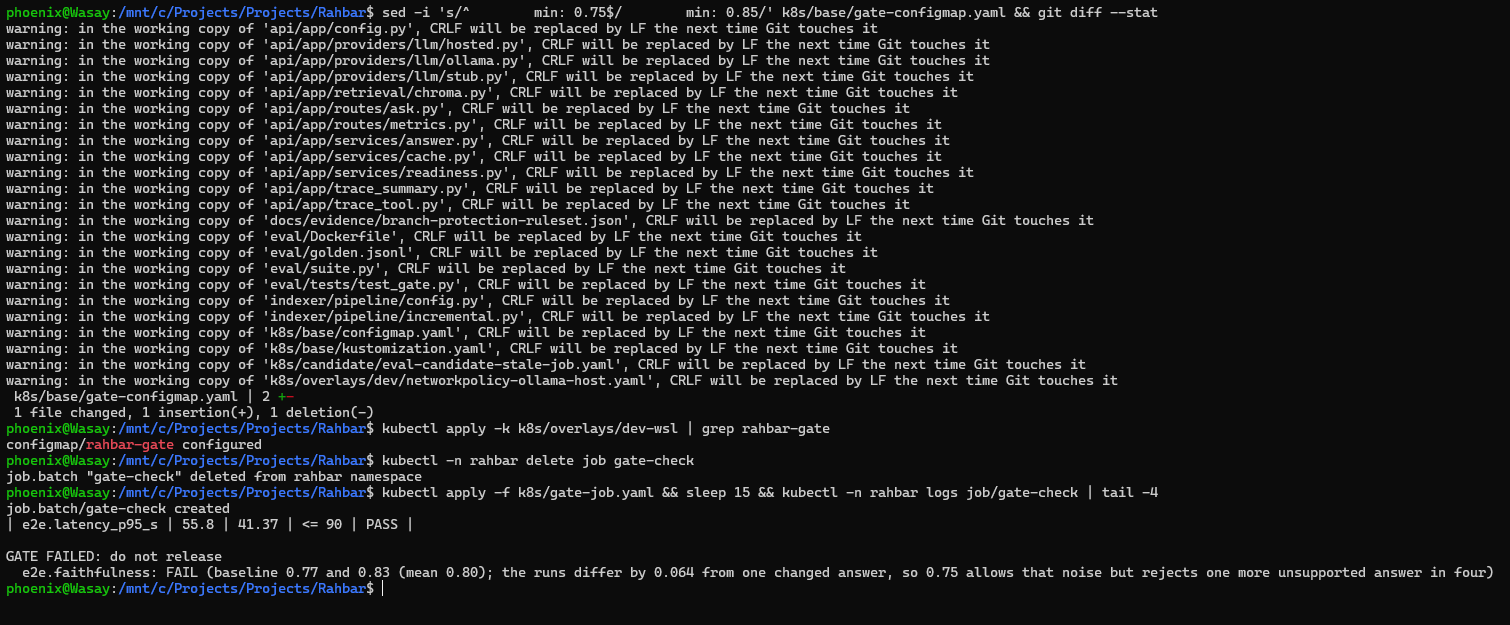 phoenix@Wasay:/mnt/c/Projects/Projects/Rahbar$ sed -i 's/^        min: 0.75$/        min: 0.85/' k8s/base/gate-configmap.yaml && git diff --stat
warning: in the working copy of 'api/app/config.py', CRLF will be replaced by LF the next time Git touches it
warning: in the working copy of 'api/app/providers/llm/hosted.py', CRLF will be replaced by LF the next time Git touches it
warning: in the working copy of 'api/app/providers/llm/ollama.py', CRLF will be replaced by LF the next time Git touches it
warning: in the working copy of 'api/app/providers/llm/stub.py', CRLF will be replaced by LF the next time Git touches it
warning: in the working copy of 'api/app/retrieval/chroma.py', CRLF will be replaced by LF the next time Git touches it
warning: in the working copy of 'api/app/routes/ask.py', CRLF will be replaced by LF the next time Git touches it
warning: in the working copy of 'api/app/routes/metrics.py', CRLF will be replaced by LF the next time Git touches it
warning: in the working copy of 'api/app/services/answer.py', CRLF will be replaced by LF the next time Git touches it
warning: in the working copy of 'api/app/services/cache.py', CRLF will be replaced by LF the next time Git touches it
warning: in the working copy of 'api/app/services/readiness.py', CRLF will be replaced by LF the next time Git touches it
warning: in the working copy of 'api/app/trace_summary.py', CRLF will be replaced by LF the next time Git touches it
warning: in the working copy of 'api/app/trace_tool.py', CRLF will be replaced by LF the next time Git touches it
warning: in the working copy of 'docs/evidence/branch-protection-ruleset.json', CRLF will be replaced by LF the next time Git touches it
warning: in the working copy of 'eval/Dockerfile', CRLF will be replaced by LF the next time Git touches it
warning: in the working copy of 'eval/golden.jsonl', CRLF will be replaced by LF the next time Git touches it
warning: in the working copy of 'eval/suite.py', CRLF will be replaced by LF the next time Git touches it
warning: in the working copy of 'eval/tests/test_gate.py', CRLF will be replaced by LF the next time Git touches it
warning: in the working copy of 'indexer/pipeline/config.py', CRLF will be replaced by LF the next time Git touches it
warning: in the working copy of 'indexer/pipeline/incremental.py', CRLF will be replaced by LF the next time Git touches it
warning: in the working copy of 'k8s/base/configmap.yaml', CRLF will be replaced by LF the next time Git touches it
warning: in the working copy of 'k8s/base/kustomization.yaml', CRLF will be replaced by LF the next time Git touches it
warning: in the working copy of 'k8s/candidate/eval-candidate-stale-job.yaml', CRLF will be replaced by LF the next time Git touches it
warning: in the working copy of 'k8s/overlays/dev/networkpolicy-ollama-host.yaml', CRLF will be replaced by LF the next time Git touches it
 k8s/base/gate-configmap.yaml | 2 +-
 1 file changed, 1 insertion(+), 1 deletion(-)
phoenix@Wasay:/mnt/c/Projects/Projects/Rahbar$ kubectl apply -k k8s/overlays/dev-wsl | grep rahbar-gate
configmap/rahbar-gate configured
phoenix@Wasay:/mnt/c/Projects/Projects/Rahbar$ kubectl -n rahbar delete job gate-check
job.batch "gate-check" deleted from rahbar namespace
phoenix@Wasay:/mnt/c/Projects/Projects/Rahbar$ kubectl apply -f k8s/gate-job.yaml && sleep 15 && kubectl -n rahbar logs job/gate-check | tail -4
job.batch/gate-check created
| e2e.latency_p95_s | 55.8 | 41.37 | <= 90 | PASS |

GATE FAILED: do not release
  e2e.faithfulness: FAIL (baseline 0.77 and 0.83 (mean 0.80); the runs differ by 0.064 from one changed answer, so 0.75 allows that noise but rejects one more unsupported answer in four)
phoenix@Wasay:/mnt/c/Projects/Projects/Rahbar$